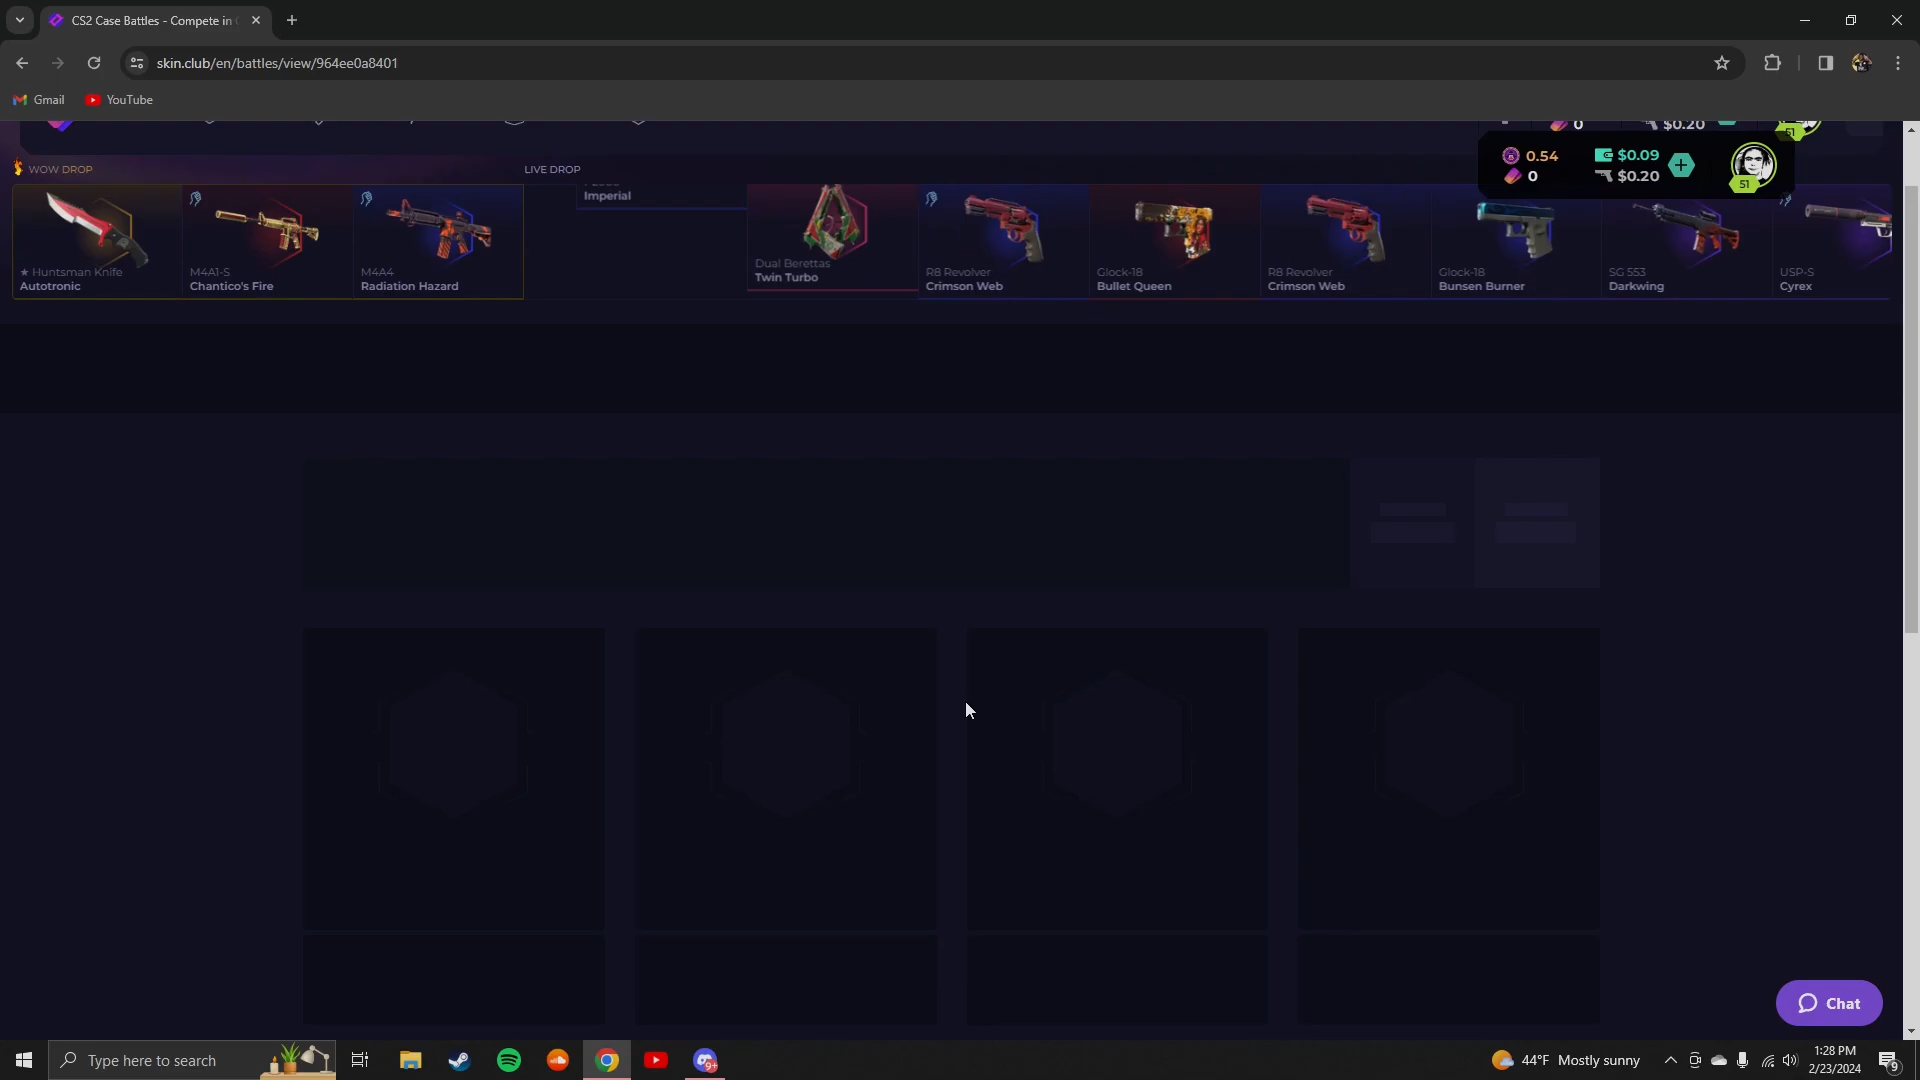 CS2 Case Battles - Compete in
skin.club/en/battles/view/964ee0a8401
Gmail
YouTube
0
$0.20
51
WOW DROP
LIVE DROP
0.54
$0.09
0
$0.20
51
★ Huntsman Knife
Autotronic
M4A1-S
Chantico's Fire
M4A4
Radiation Hazard
Imperial
Dual Berettas
Twin Turbo
R8 Revolver
Crimson Web
Glock-18
Bullet Queen
R8 Revolver
Crimson Web
Glock-18
Bunsen Burner
SG 553
Darkwing
USP-S
Cyrex
Chat
Type here to search
9+
44°F Mostly sunny
1:28 PM
2/23/2024
9